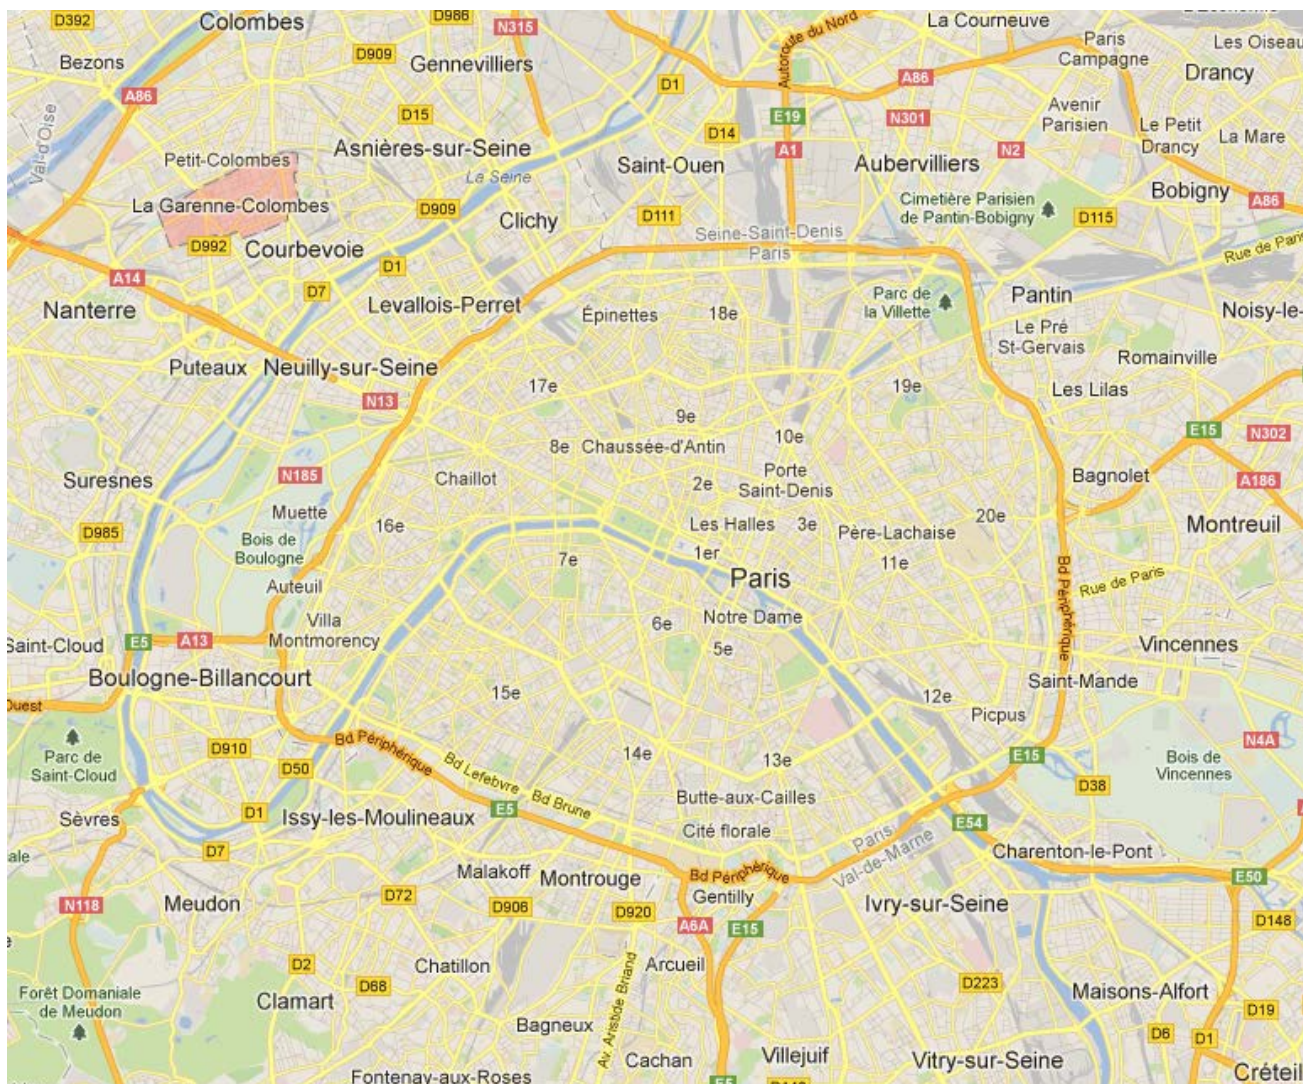 D392
Colombes
D986
N315
La Courneuve
Bezons
D909
Gennevilliers
Autoroute du Nord
Paris
Campagne
Les Oiseau
Drancy
A86
D1
A86
Val-d'Oise
D15
E19
N301
Avenir
Parisien
Le Petit
Drancy
La Mare
Petit-Colombes
Asnières-sur-Seine
La Seine
D14
Saint-Ouen
A1
Aubervilliers
N2
Bobigny
A86
La Garenne-Colombes
D909
Clichy
D111
Cimetière Parisien
de Pantin-Bobigny
D115
D992
Courbevoie
D1
Seine-Saint-Denis
Paris
Rue de Paris
A14
D7
Nanterre
Levallois-Perret
Épinettes
18e
Parc de
la Villette
Pantin
Noisy-le-
Le Pré
St-Gervais
Puteaux
Neuilly-sur-Seine
Romainville
N13
17e
19e
Les Lilas
9e
10e
E15
N302
8e
Chaussée-d'Antin
N185
Suresnes
Chaillot
2e
Porte
Saint-Denis
Bagnolet
A186
Muette
16e
Les Halles
3e
Père-Lachaise
20e
Montreuil
D985
Bois de
Boulogne
7e
1er
11e
Auteuil
Paris
Bd Périphérique
Rue de Paris
Villa
Montmorency
6e
Notre Dame
Saint-Cloud
E5
A13
5e
Vincennes
Boulogne-Billancourt
15e
12e
Saint-Mande
Ouest
Picpus
Parc de
Saint-Cloud
D910
Bd Périphérique
Bd Lefebvre
14e
13e
E15
N4A
Bois de
Vincennes
D50
Bd Brune
D38
Sèvres
D1
Issy-les-Moulineaux
E5
Butte-aux-Cailles
Cité florale
Paris
Val-de-Marne
E54
D7
Charenton-le-Pont
Malakoff
Montrouge
Bd Périphérique
E50
N118
Meudon
D72
D906
D920
Gentilly
Ivry-sur-Seine
D148
A6A
E15
Chatillon
Arcueil
D2
D68
Av. Aristide Briand
D223
Forêt Domaniale
de Meudon
Clamart
Maisons-Alfort
D19
Bagneux
D6
D1
Cachan
Villejuif
Vitry-sur-Seine
Créteil
Fontenay-aux-Roses
E5